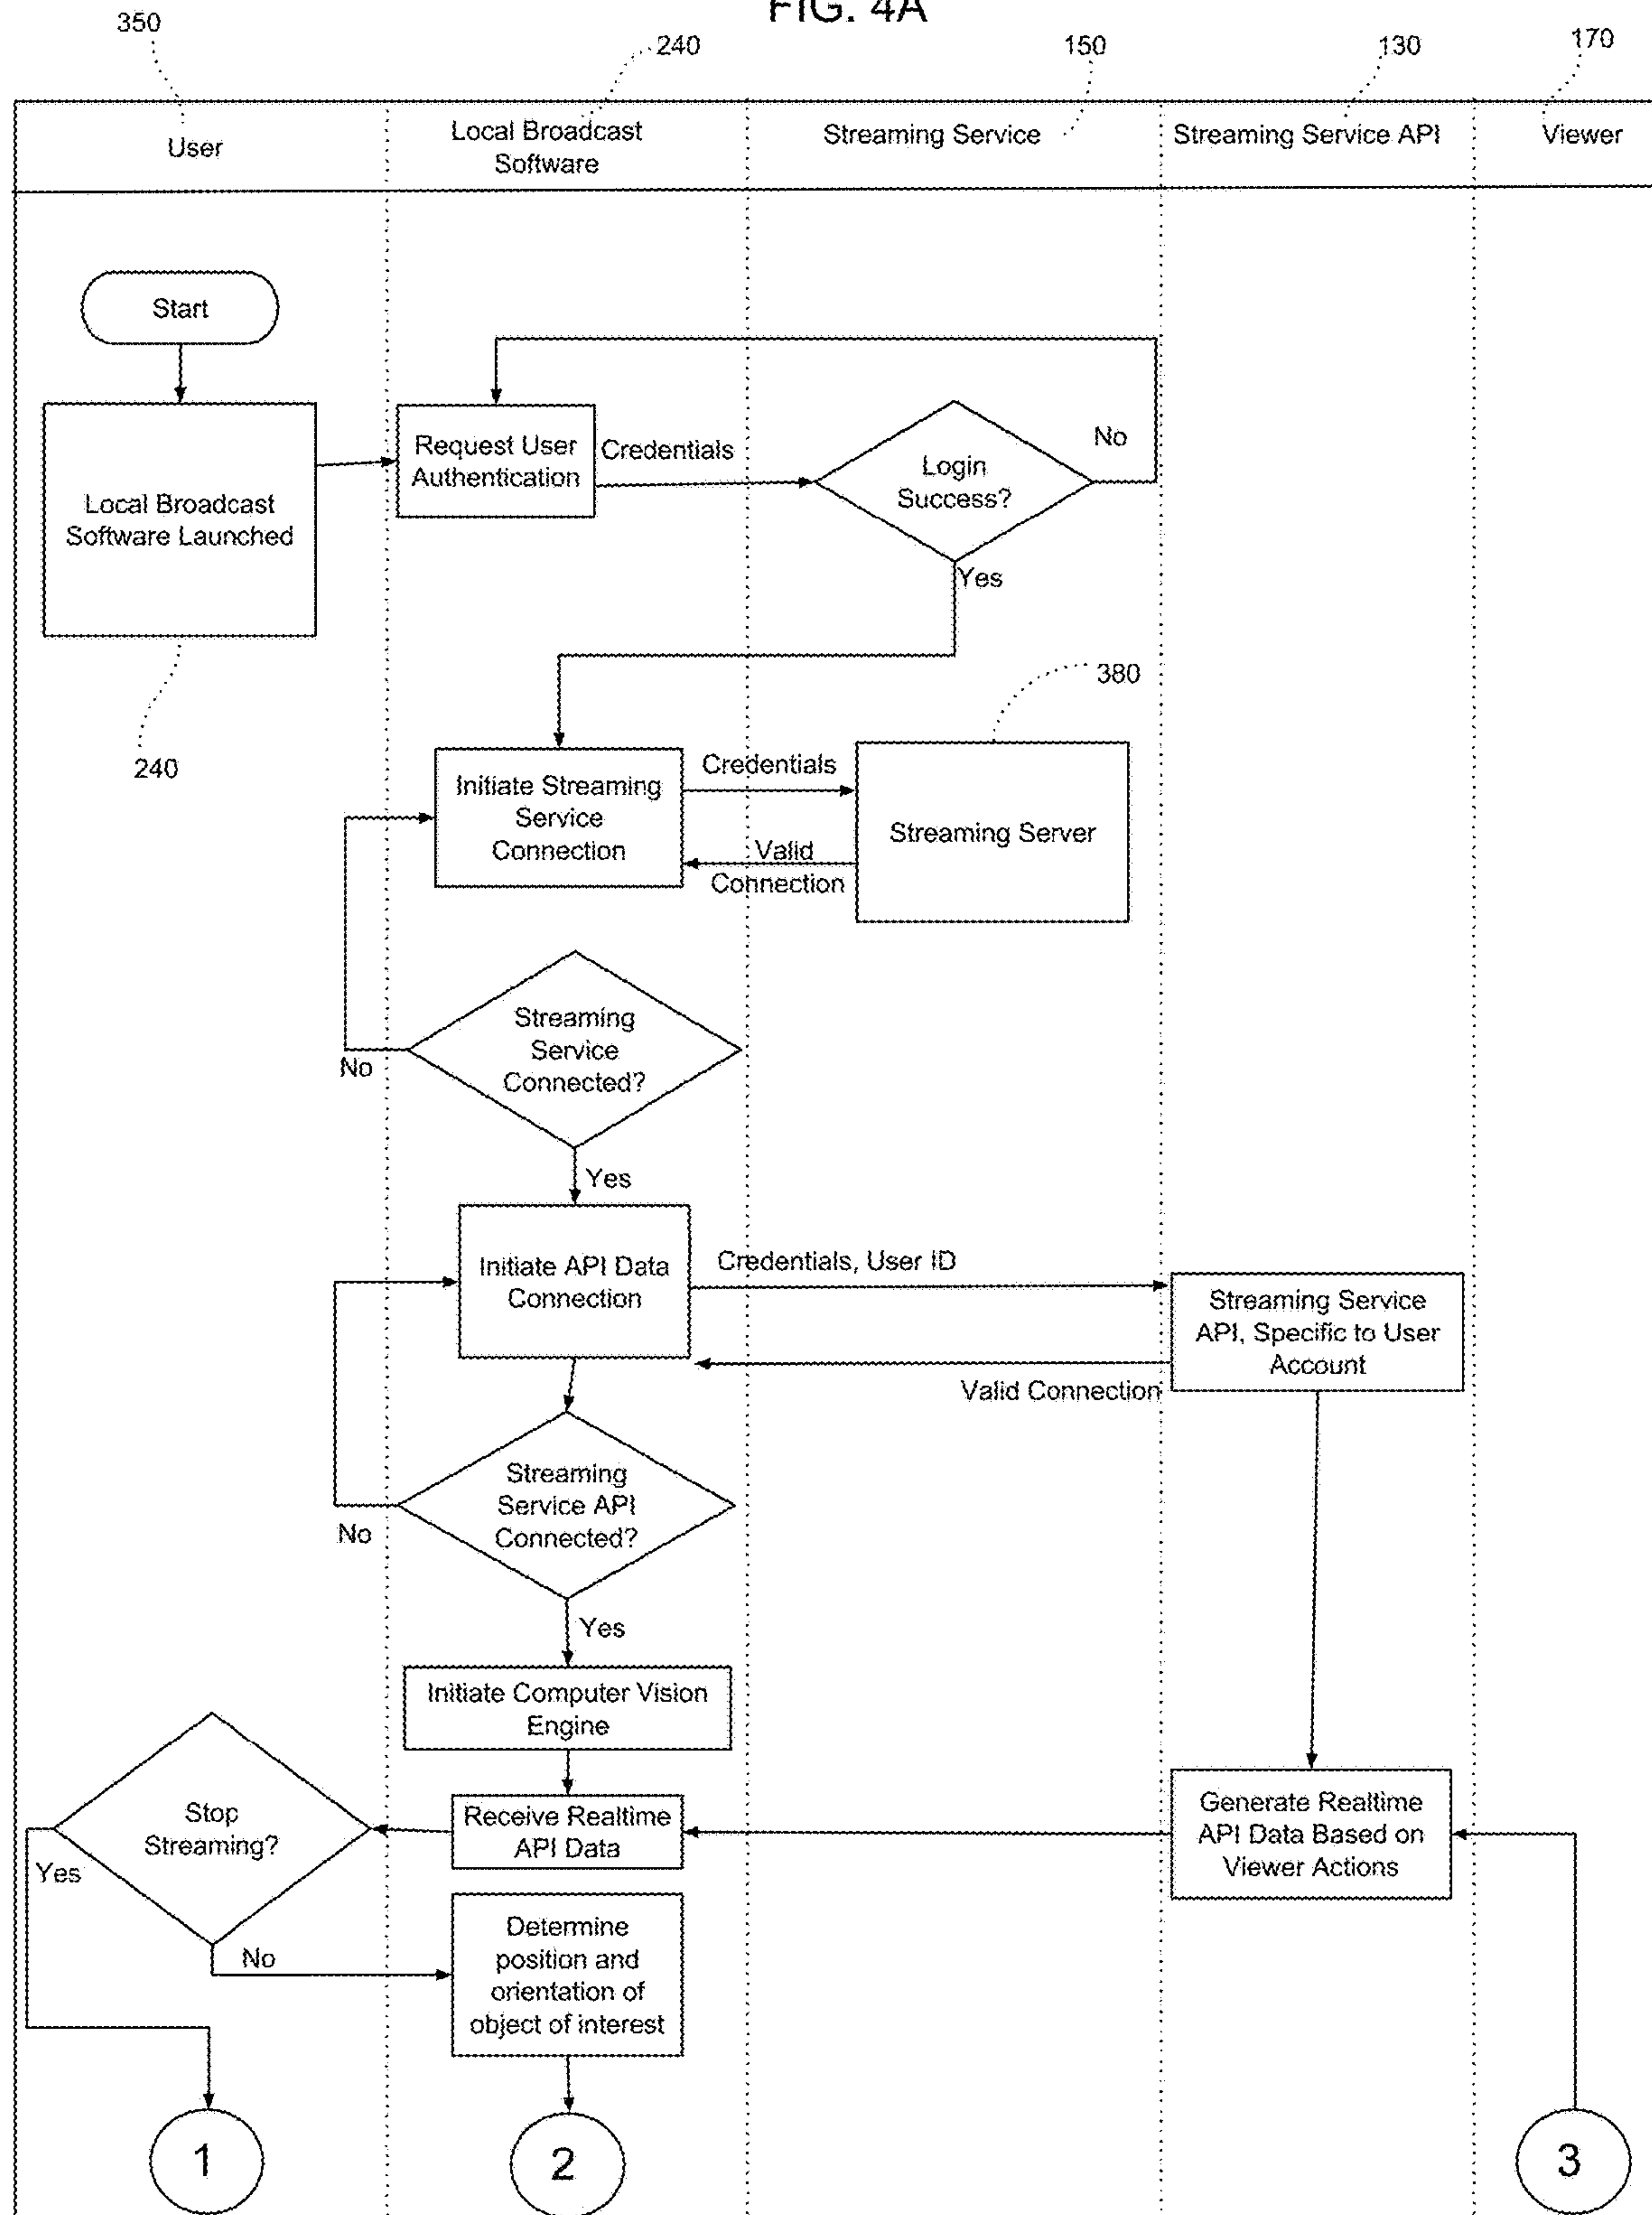 FIG. 4A
350
240
150
130
170
User
Local Broadcast
Software
Streaming Service
Streaming Service API
Viewer
Start
Local Broadcast
Software Launched
240
Request User
Authentication
Credentials
Login
Success?
No
Yes
380
Initiate Streaming
Service
Connection
Credentials
Valid
Connection
Streaming Server
Streaming
Service
Connected?
No
Yes
Initiate API Data
Connection
Credentials, User ID
Valid Connection
Streaming Service
API, Specific to User
Account
Streaming
Service API
Connected?
No
Yes
Initiate Computer Vision
Engine
Stop
Streaming?
Yes
No
Receive Realtime
API Data
Generate Realtime
API Data Based on
Viewer Actions
Determine
position and
orientation of
object of interest
1
2
3